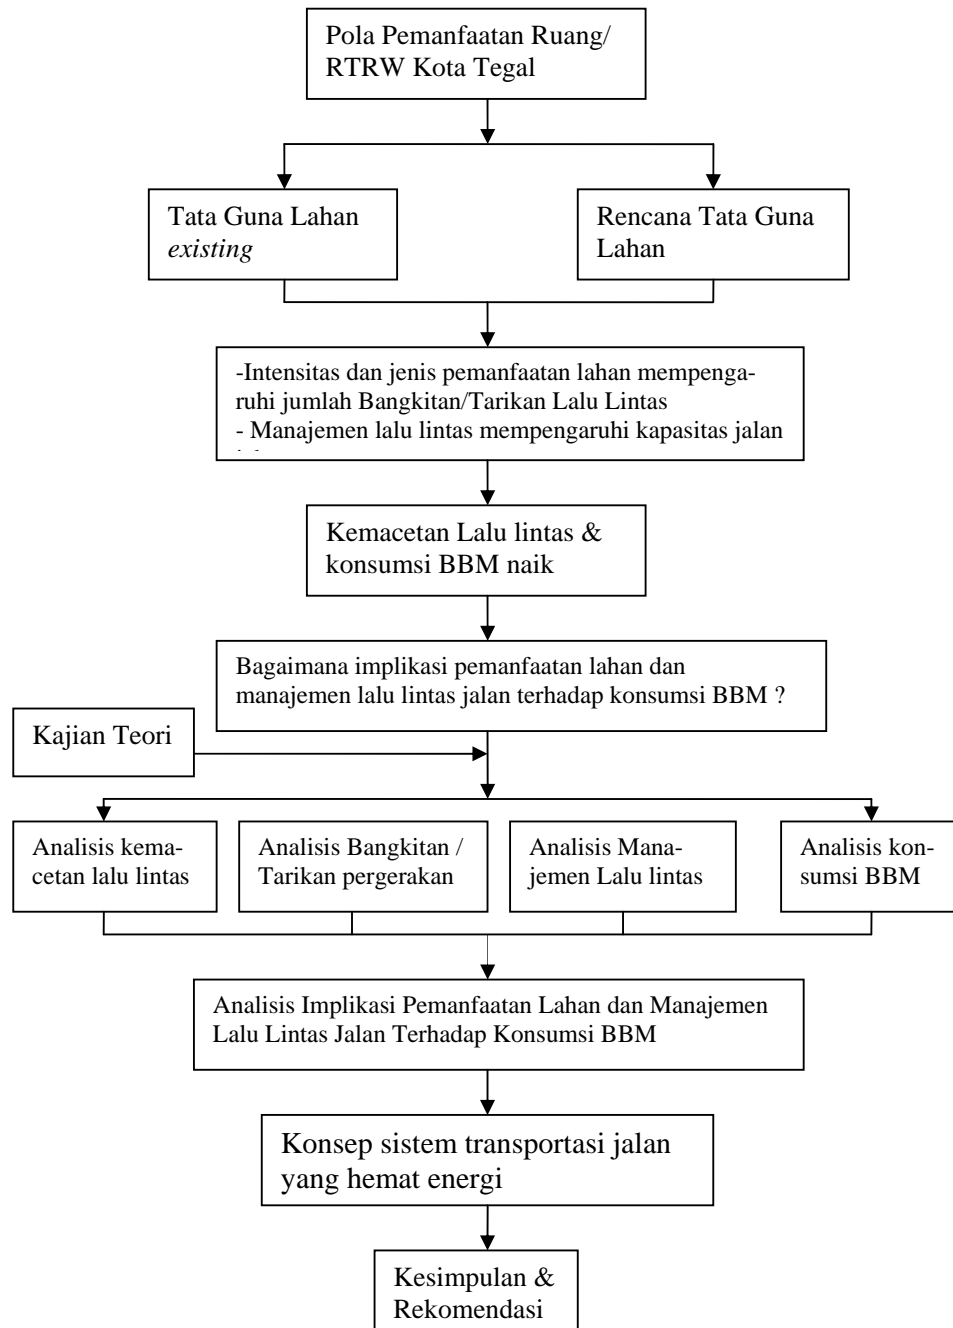 Pola Pemanfaatan Ruang/
RTRW Kota Tegal
Tata Guna Lahan
existing
Rencana Tata Guna
Lahan
-Intensitas dan jenis pemanfaatan lahan mempenga-
ruhi jumlah Bangkitan/Tarikan Lalu Lintas
- Manajemen lalu lintas mempengaruhi kapasitas jalan
Kemacetan Lalu lintas &
konsumsi BBM naik
Bagaimana implikasi pemanfaatan lahan dan
manajemen lalu lintas jalan terhadap konsumsi BBM ?
Kajian Teori
Analisis kema-
cetan lalu lintas
Analisis Bangkitan /
Tarikan pergerakan
Analisis Mana-
jemen Lalu lintas
Analisis kon-
sumsi BBM
Analisis Implikasi Pemanfaatan Lahan dan Manajemen
Lalu Lintas Jalan Terhadap Konsumsi BBM
Konsep sistem transportasi jalan
yang hemat energi
Kesimpulan &
Rekomendasi